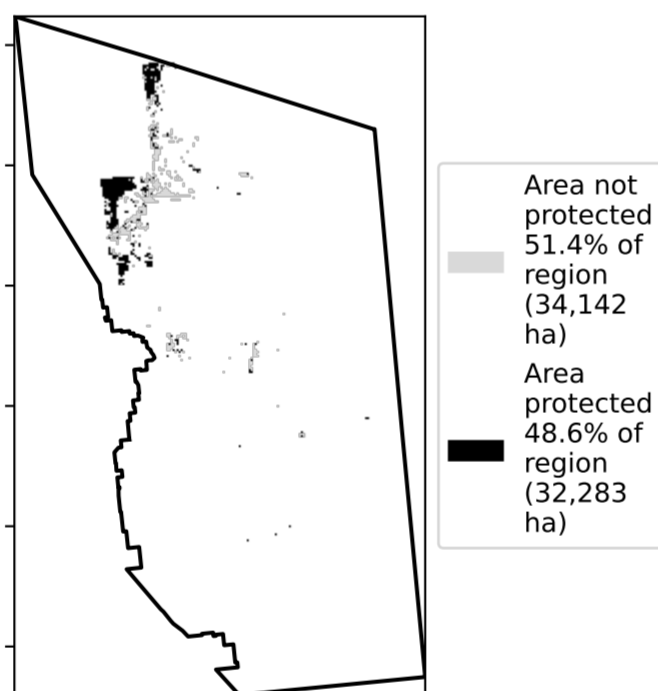 Area not
protected
51.4% of
region
(34,142
ha)
Area
protected
48.6% of
region
(32,283
ha)